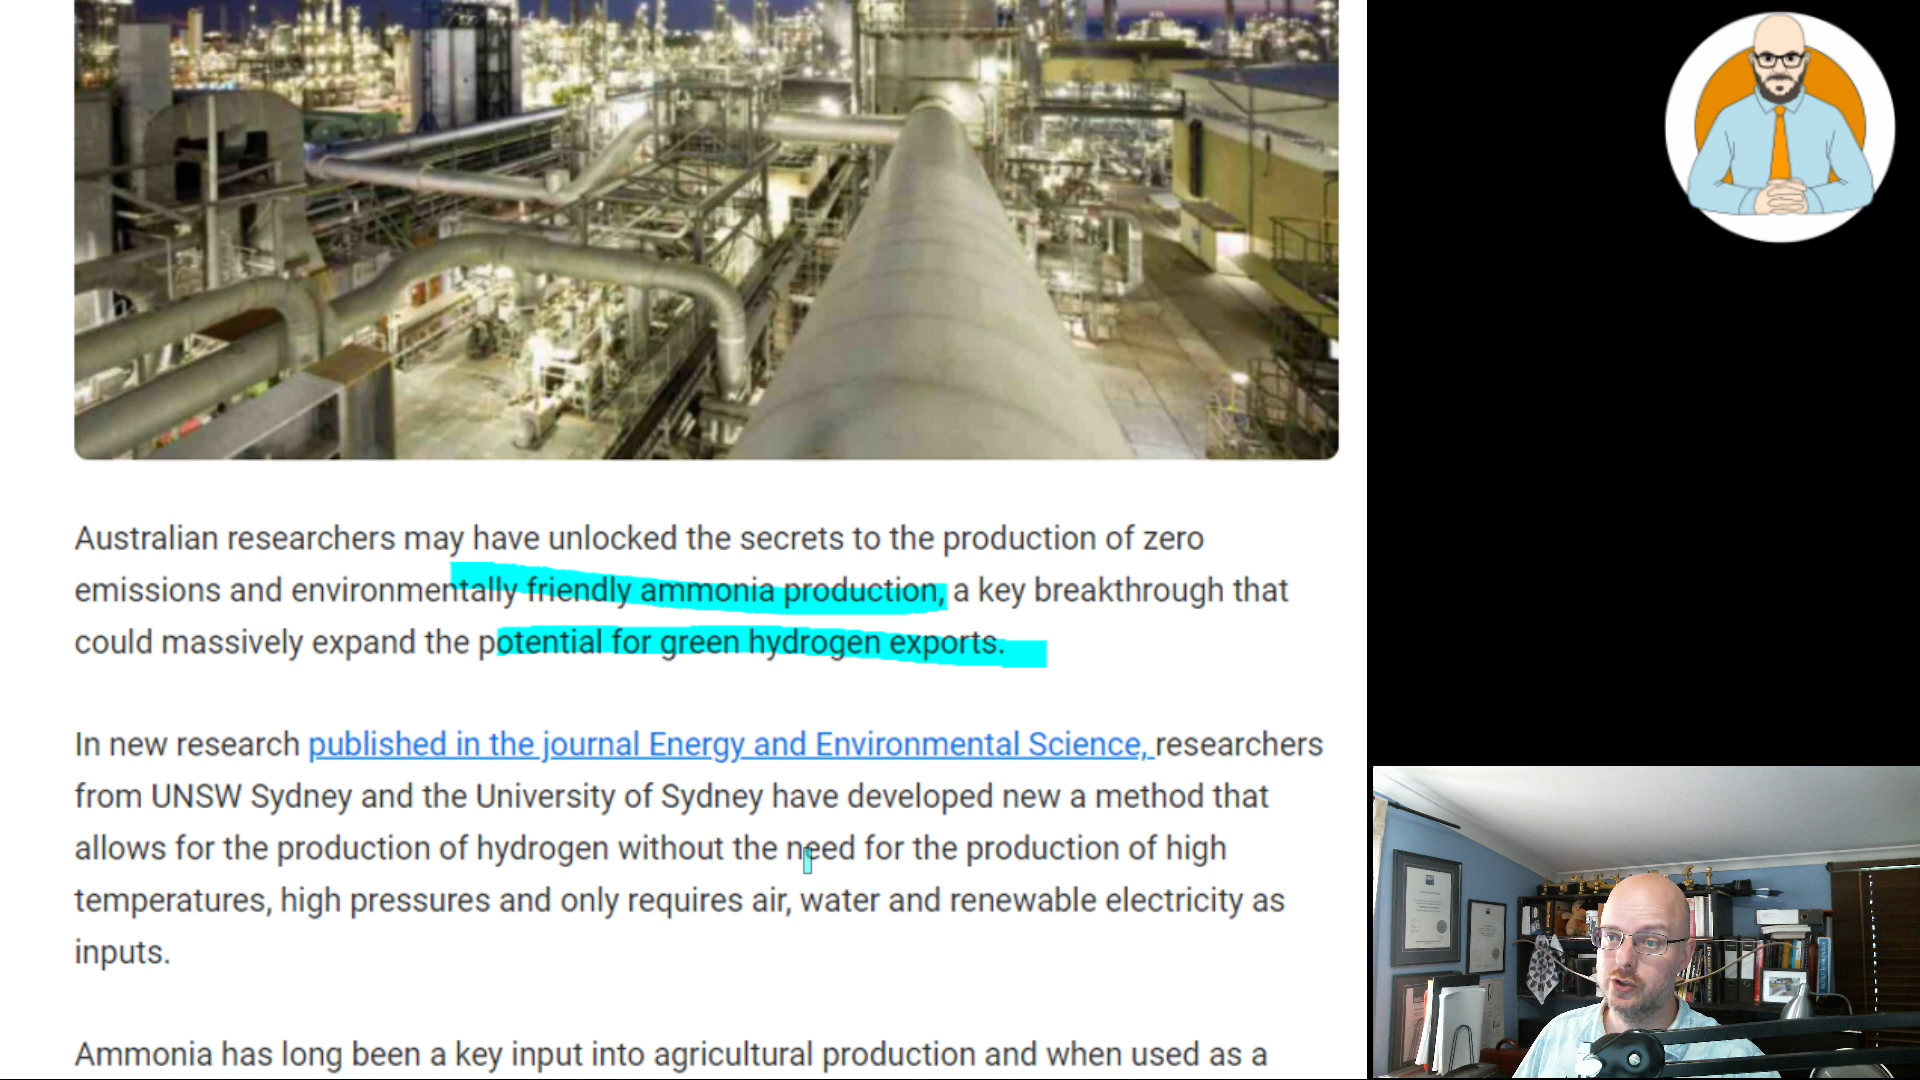 Australian researchers may have unlocked the secrets to the production of zero
emissions and environmentally friendly ammonia production, a key breakthrough that
could massively expand the potential for green hydrogen exports.
In new research published in the journal Energy and Environmental Science, researchers
from UNSW Sydney and the University of Sydney have developed new a method that
allows for the production of hydrogen without the need for the production of high
temperatures, high pressures and only requires air, water and renewable electricity as
inputs.
Ammonia has long been a key input into agricultural production and when used as a